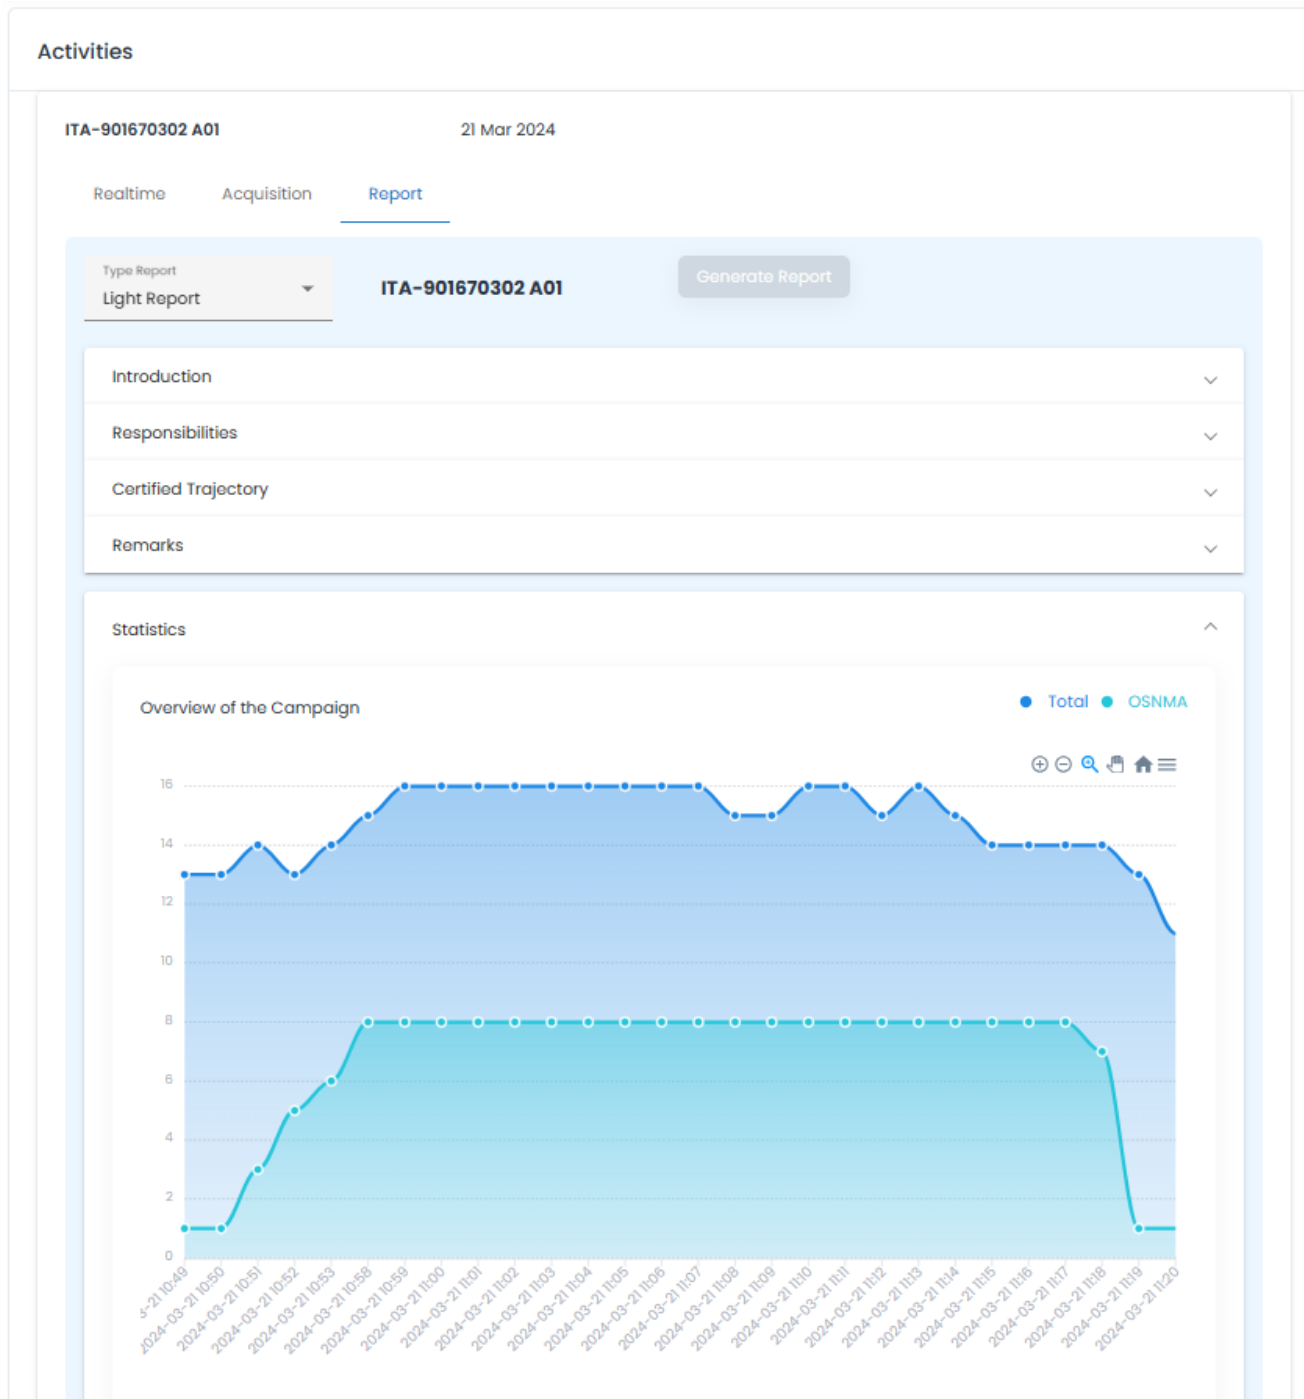 Activities
ITA-901670302 A01 21 Mar 2024
Realtime Acquisition Report
Type Report
Light Report
ITA-901670302 A01
Generate Report
Introduction
Responsibilities
Certified Trajectory
Remarks
Statistics
Overview of the Campaign
Total OSNMA
16
14
12
10
8
6
4
2
0
3-21 10:49
2024-03-21 10:50
2024-03-21 10:51
2024-03-21 10:52
2024-03-21 10:53
2024-03-21 10:58
2024-03-21 10:59
2024-03-21 11:00
2024-03-21 11:01
2024-03-21 11:02
2024-03-21 11:03
2024-03-21 11:04
2024-03-21 11:05
2024-03-21 11:06
2024-03-21 11:07
2024-03-21 11:08
2024-03-21 11:09
2024-03-21 11:10
2024-03-21 11:11
2024-03-21 11:12
2024-03-21 11:13
2024-03-21 11:14
2024-03-21 11:15
2024-03-21 11:16
2024-03-21 11:17
2024-03-21 11:18
2024-03-21 11:19
2024-03-21 11:20